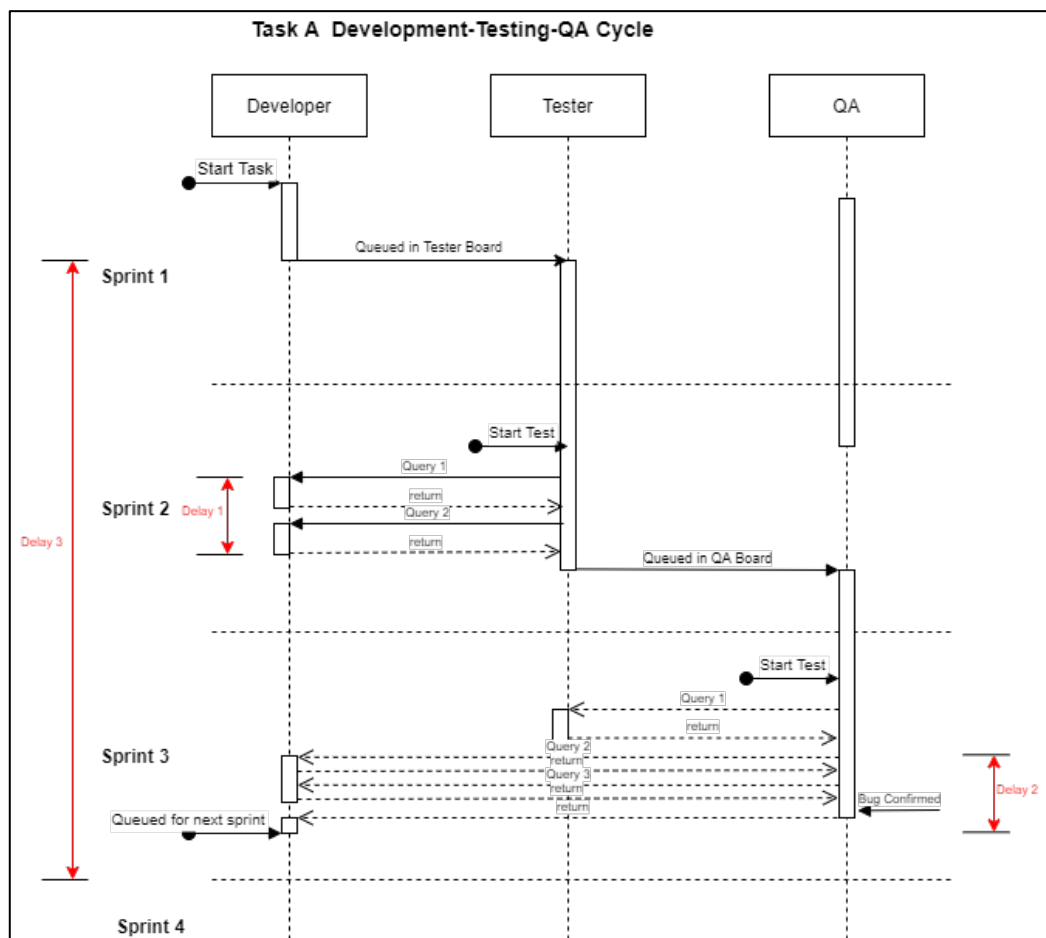 Task A Development-Testing-QA Cycle
Developer
Tester
QA
Start Task
Queued in Tester Board
Sprint 1
Start Test
Query 1
return
Sprint 2
Delay 1
Query 2
return
Delay 3
Queued in QA Board
Start Test
Query 1
return
Sprint 3
Query 2
return
Query 3
return
Bug Confirmed
Delay 2
return
Queued for next sprint
Sprint 4